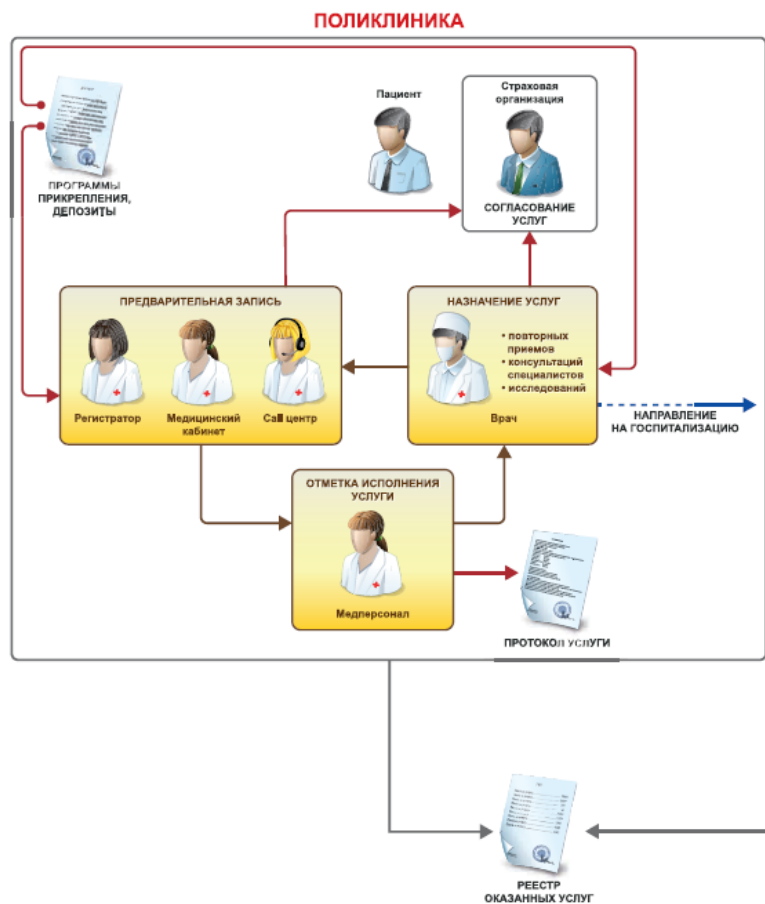 ПОЛИКЛИНИКА
ПРОГРАММЫ
ПРИКРЕПЛЕНИЯ,
ДЕПОЗИТЫ
Пациент
Страховая
организация
СОГЛАСОВАНИЕ
УСЛУГ
ПРЕДВАРИТЕЛЬНАЯ ЗАПИСЬ
Регистратор
Медицинский
кабинет
Call центр
НАЗНАЧЕНИЕ УСЛУГ
• повторных
приемов
• консультаций
специалистов
• исследований
Врач
НАПРАВЛЕНИЕ
НА ГОСПИТАЛИЗАЦИЮ
ОТМЕТКА ИСПОЛНЕНИЯ
УСЛУГИ
Медперсонал
ПРОТОКОЛ УСЛУГИ
РЕЕСТР
ОКАЗАННЫХ УСЛУГ